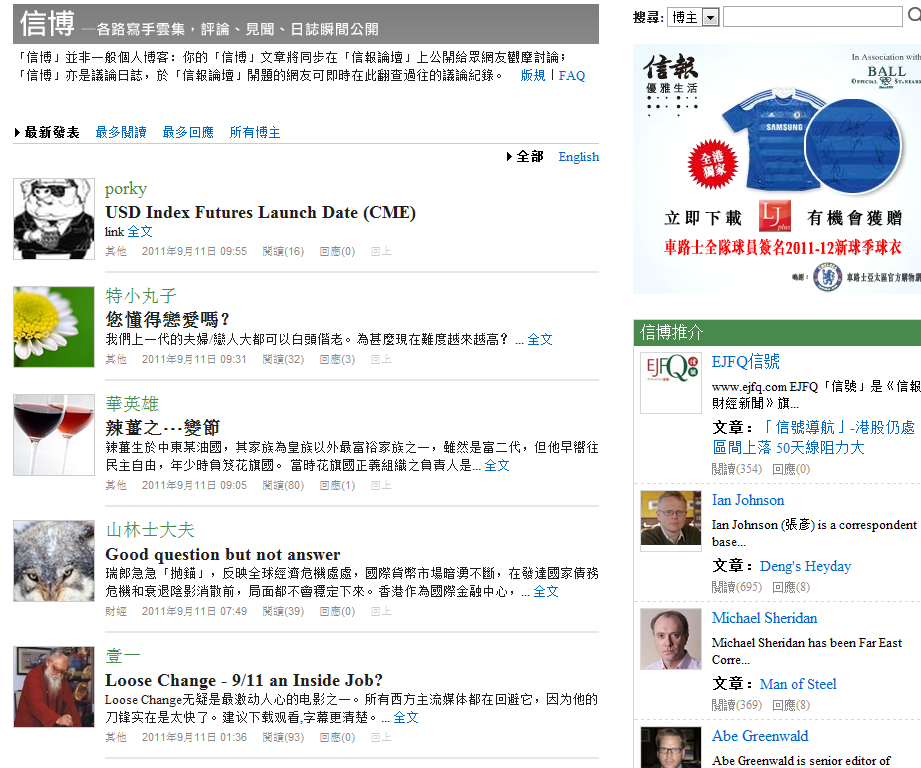 信博 —各路寫手雲集，評論、見聞、日誌瞬間公開
「信博」並非一般個人博客：你的「信博」文章將同步在「信報論壇」上公開給眾網友觀摩討論；
「信博」亦是議論日誌，於「信報論壇」開題的網友可即時在此翻查過往的議論紀錄。 版規 | FAQ
最新發表 最多閱讀 最多回應 所有博主
全部 English
porky
USD Index Futures Launch Date (CME)
link 全文
其他 2011年9月11日 09:55 閱讀(16) 回應(0) 回上
特小丸子
您懂得戀愛嗎?
我們上一代的夫婦/戀人大都可以白頭偕老。為甚麼現在難度越來越高？ ... 全文
其他 2011年9月11日 09:31 閱讀(32) 回應(3) 回上
華英雄
辣薑之…變節
辣薑生於中東某油國，其家族為皇族以外最富裕家族之一，雖然是富二代，但他早嚮往
民主自由，年少時負笈花旗國。 當時花旗國正義組織之負責人是... 全文
其他 2011年9月11日 09:05 閱讀(80) 回應(1) 回上
山林士大夫
Good question but not answer
瑞郎急急「拋錨」，反映全球經濟危機處處，國際貨幣市場暗湧不斷，在發達國家債務
危機和衰退陰影消散前，局面都不會穩定下來。香港作為國際金融中心，... 全文
財經 2011年9月11日 07:49 閱讀(39) 回應(0) 回上
壹一
Loose Change - 9/11 an Inside Job?
Loose Change无疑是最激动人心的电影之一。所有西方主流媒体都在回避它，因为他的
刀锋实在是太快了。建议下载观看,字幕更清楚。... 全文
其他 2011年9月11日 01:36 閱讀(93) 回應(0) 回上
搜尋: 博主
信報
優雅生活
In Association with
BALL
SAMSUNG
全港
獨家
立即下載 LJ plus 有機會獲贈
車路士全隊球員簽名2011-12新球季球衣
鳴謝： 車路士亞太區官方購物網
信博推介
EJFQ
EJFQ信號
www.ejfq.com EJFQ「信號」是《信報
財經新聞》旗...
文章：「信號導航」-港股仍處
區間上落 50天線阻力大
閱讀(354) 回應(0)
Ian Johnson
Ian Johnson (張彥) is a correspondent
base...
文章：Deng's Heyday
閱讀(695) 回應(8)
Michael Sheridan
Michael Sheridan has been Far East
Corre...
文章：Man of Steel
閱讀(369) 回應(8)
Abe Greenwald
Abe Greenwald is senior editor of